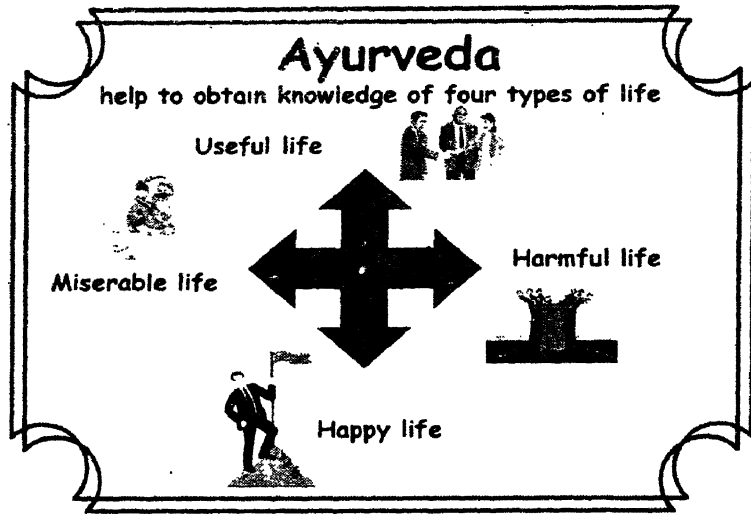 Ayurveda
help to obtain knowledge of four types of life
Useful life
Harmful life
Miserable life
Happy life